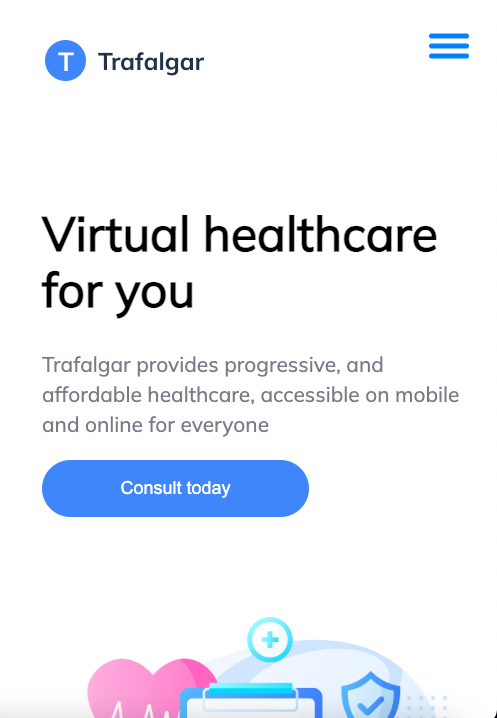 T Trafalgar
Virtual healthcare
for you
Trafalgar provides progressive, and
affordable healthcare, accessible on mobile
and online for everyone
Consult today